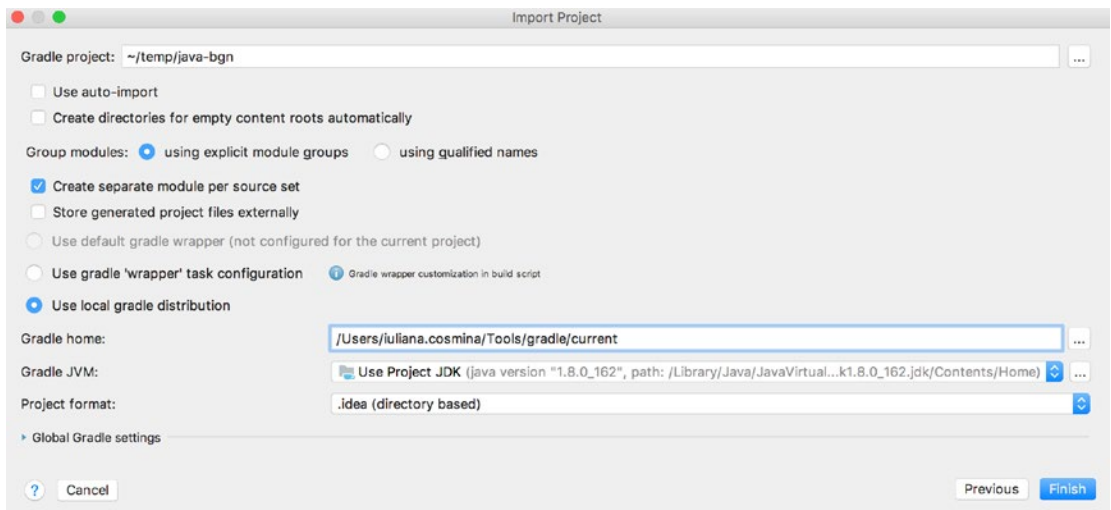 Import Project
Gradle project: ~/temp/java-bgn ...
Use auto-import
Create directories for empty content roots automatically
Group modules: using explicit module groups using qualified names
Create separate module per source set
Store generated project files externally
Use default gradle wrapper (not configured for the current project)
Use gradle 'wrapper' task configuration Gradle wrapper customization in build script
Use local gradle distribution
Gradle home: /Users/iuliana.cosmina/Tools/gradle/current ...
Gradle JVM: Use Project JDK (java version "1.8.0_162", path: /Library/Java/JavaVirtual...k1.8.0_162.jdk/Contents/Home) ...
Project format: .idea (directory based)
Global Gradle settings
? Cancel Previous Finish